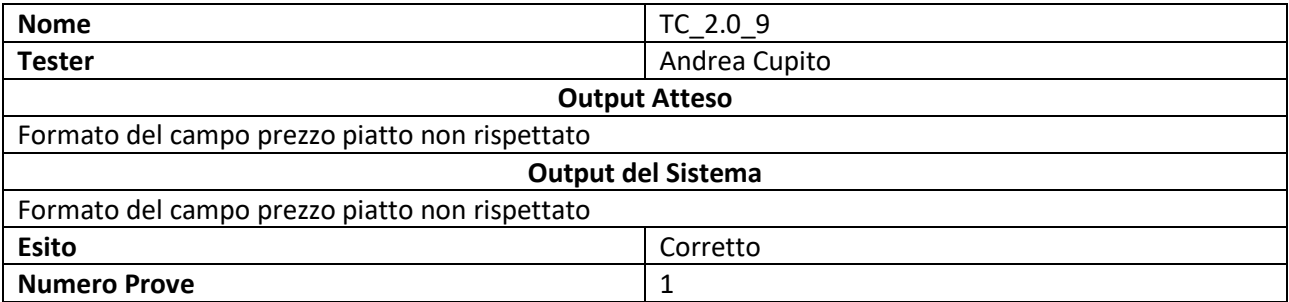 Nome TC_2.0_9
Tester Andrea Cupito
Output Atteso
Formato del campo prezzo piatto non rispettato
Output del Sistema
Formato del campo prezzo piatto non rispettato
Esito Corretto
Numero Prove 1